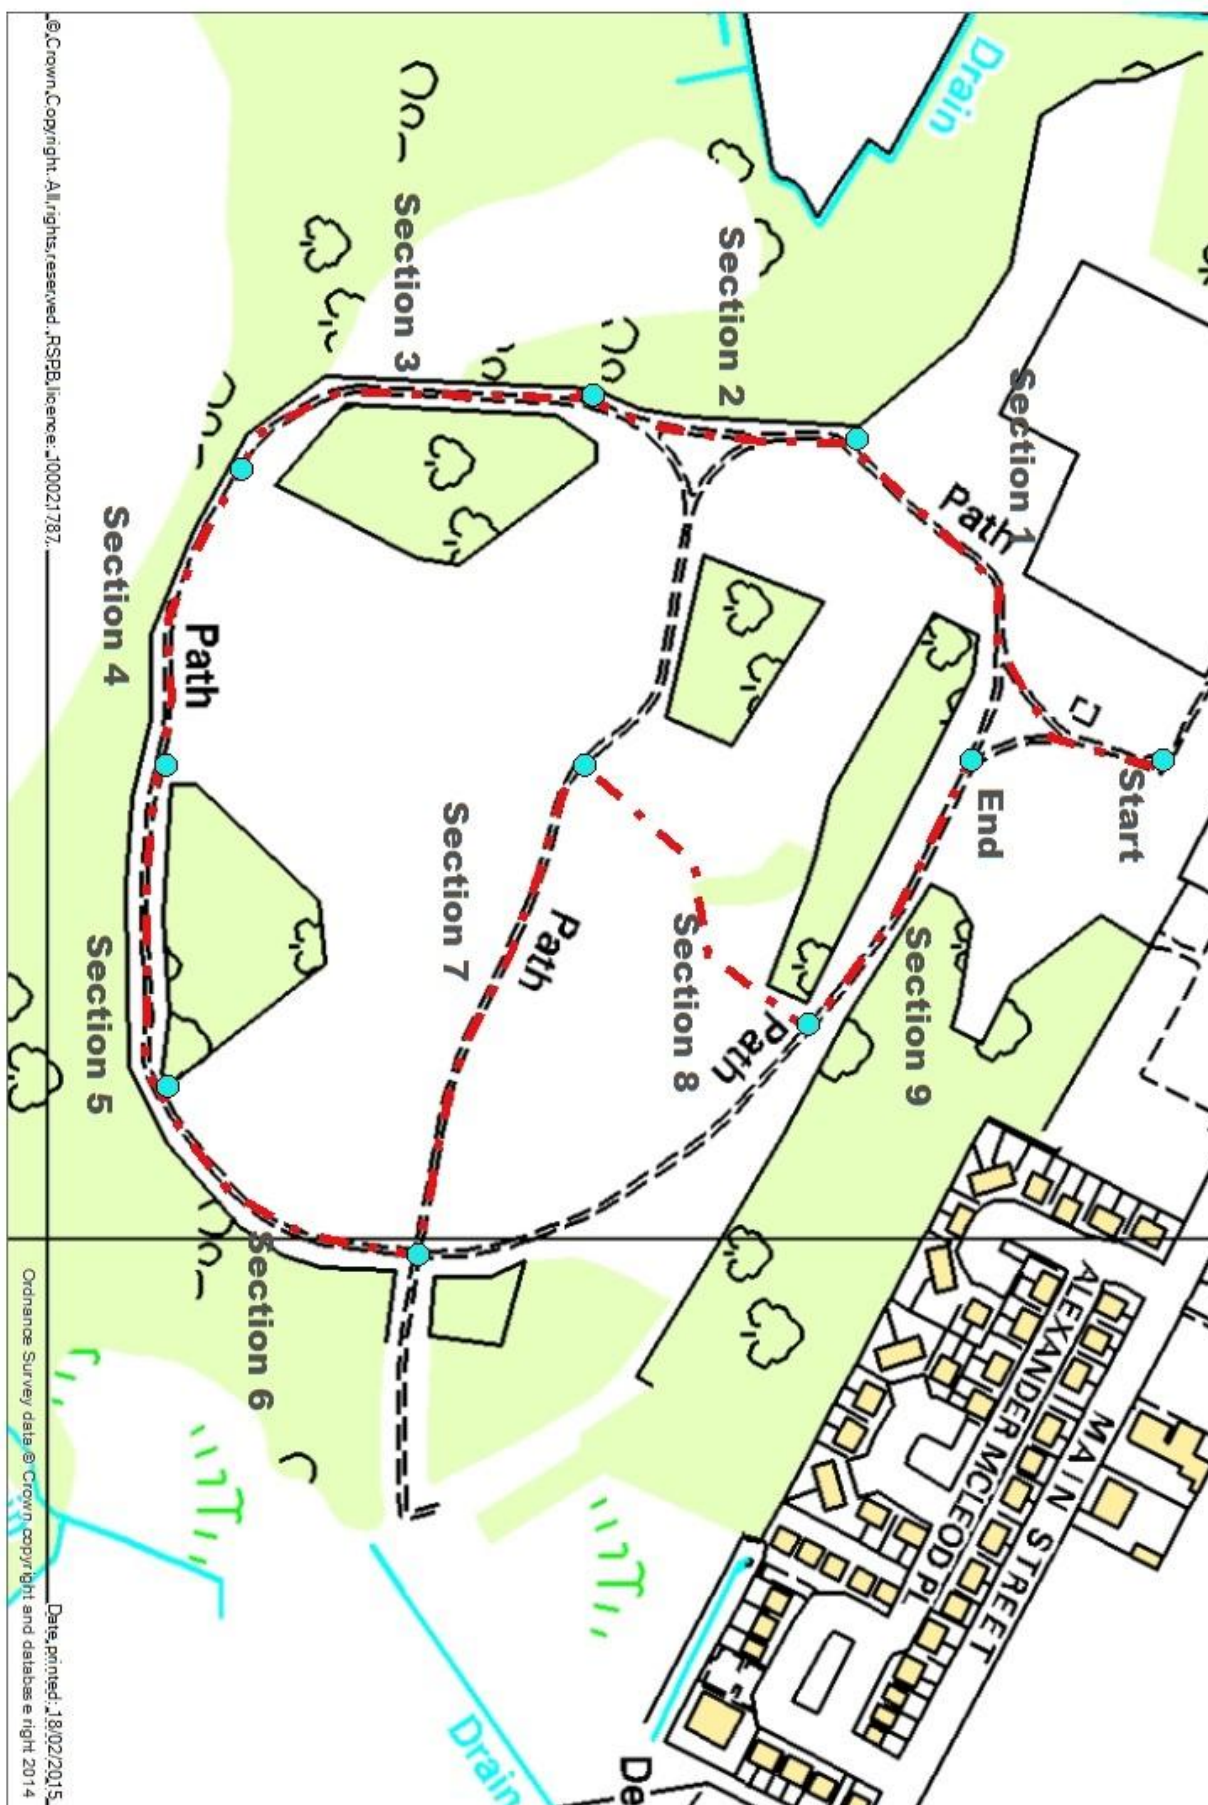 Drain
Start
Section 1
Path
End
Section 2
Section 9
Path
Section 8
Path
Section 3
Section 7
Path
Section 4
Section 5
Section 6
ALEXANDER MCLEOD PL
MAIN STREET
De
Drain
© Crown Copyright. All rights reserved. RSPB licence: 100021787.
Date printed: 18/02/2015
Ordnance Survey data © Crown copyright and database right 2014